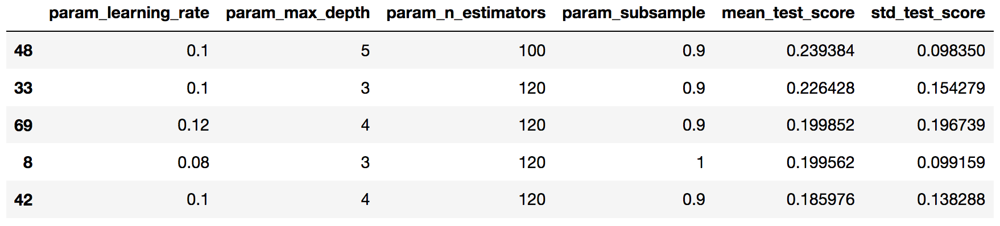 param_learning_rate param_max_depth param_n_estimators param_subsample mean_test_score std_test_score
48 0.1 5 100 0.9 0.239384 0.098350
33 0.1 3 120 0.9 0.226428 0.154279
69 0.12 4 120 0.9 0.199852 0.196739
8 0.08 3 120 1 0.199562 0.099159
42 0.1 4 120 0.9 0.185976 0.138288